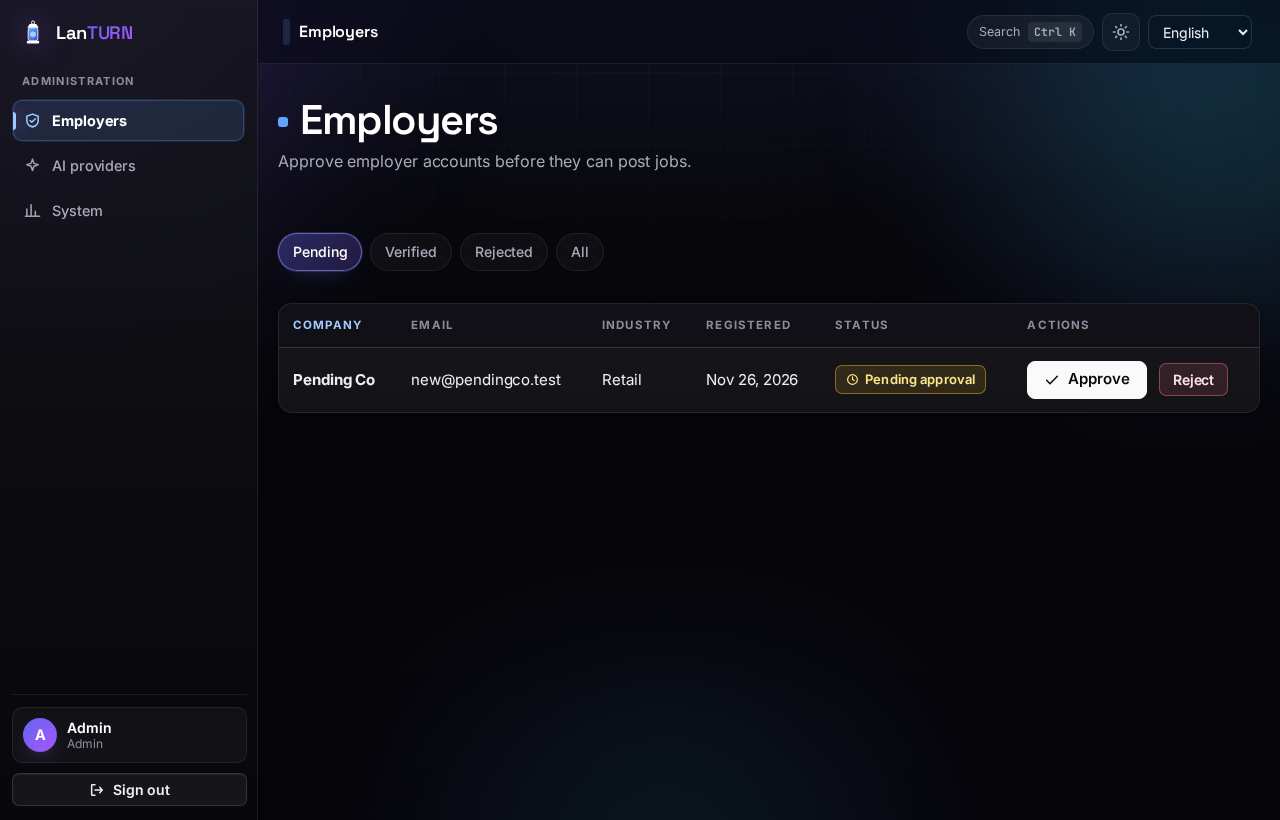 LanTURN
ADMINISTRATION
Employers
AI providers
System
Admin
A
Admin
Sign out
Employers
Search Ctrl K
English
Employers
Approve employer accounts before they can post jobs.
Pending Verified Rejected All
COMPANY EMAIL INDUSTRY REGISTERED STATUS ACTIONS
Pending Co new@pendingco.test Retail Nov 26, 2026 Pending approval Approve Reject